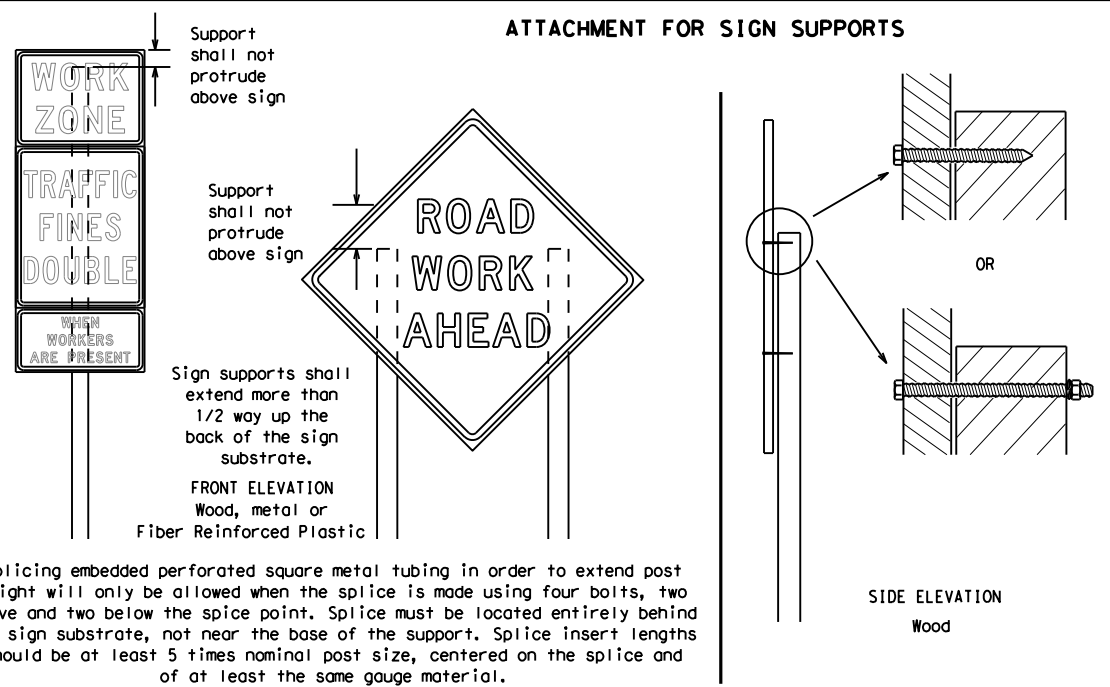 ATTACHMENT FOR SIGN SUPPORTS
Support
shall not
protrude
above sign
WORK
ZONE
TRAFFIC
FINES
DOUBLE
WHEN
WORKERS
ARE PRESENT
Support
shall not
protrude
above sign
ROAD
WORK
AHEAD
Sign supports shall
extend more than
1/2 way up the
back of the sign
substrate.
FRONT ELEVATION
Wood, metal or
Fiber Reinforced Plastic
OR
SIDE ELEVATION
Wood
plicing embedded perforated square metal tubing in order to extend post
ight will only be allowed when the splice is made using four bolts, two
ve and two below the spice point. Splice must be located entirely behind
sign substrate, not near the base of the support. Splice insert lengths
ould be at least 5 times nominal post size, centered on the splice and
of at least the same gauge material.